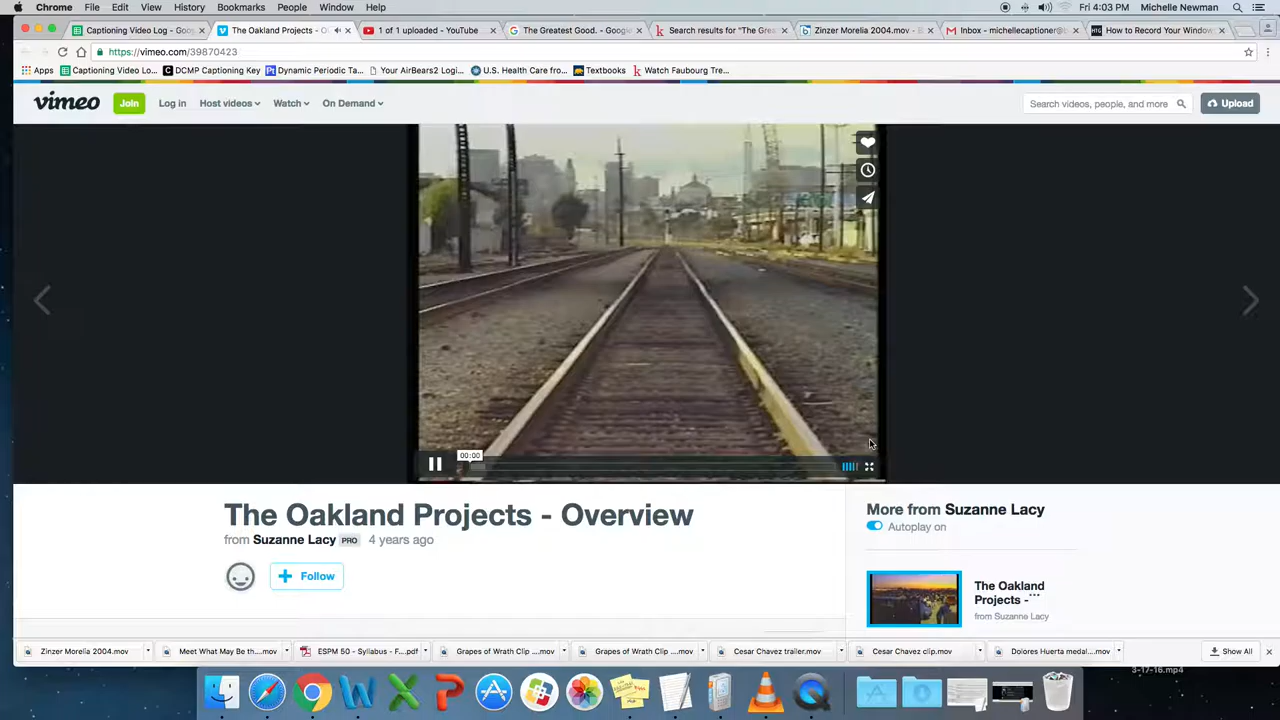 Chrome File Edit View History Bookmarks People Window Help Fri 4:03 PM Michelle Newman
Captioning Video Log - Goo The Oakland Projects - O 1 of 1 uploaded - YouTube The Greatest Good. - Google Search results for "The Grea Zinzer Morelia 2004.mov - Inbox - michellecaptioner@ How to Record Your Window
https://vimeo.com/39870423
Apps Captioning Video Lo... DCMP Captioning Key Dynamic Periodic Ta... Your AirBears2 Logi... U.S. Health Care fro... Textbooks Watch Faubourg Tre...
vimeo Join Log in Host videos Watch On Demand Search videos, people, and more Upload
00:00
The Oakland Projects - Overview
from Suzanne Lacy PRO 4 years ago
Follow
More from Suzanne Lacy
Autoplay on
The Oakland
Projects -...
from Suzanne Lacy
Zinzer Morelia 2004.mov Meet What May Be th....mov ESPM 50 - Syllabus - F....pdf Grapes of Wrath Clip ....mov Grapes of Wrath Clip ....mov Cesar Chavez trailer.mov Cesar Chavez clip.mov Dolores Huerta medal....mov Show All
3-17-16.mp4